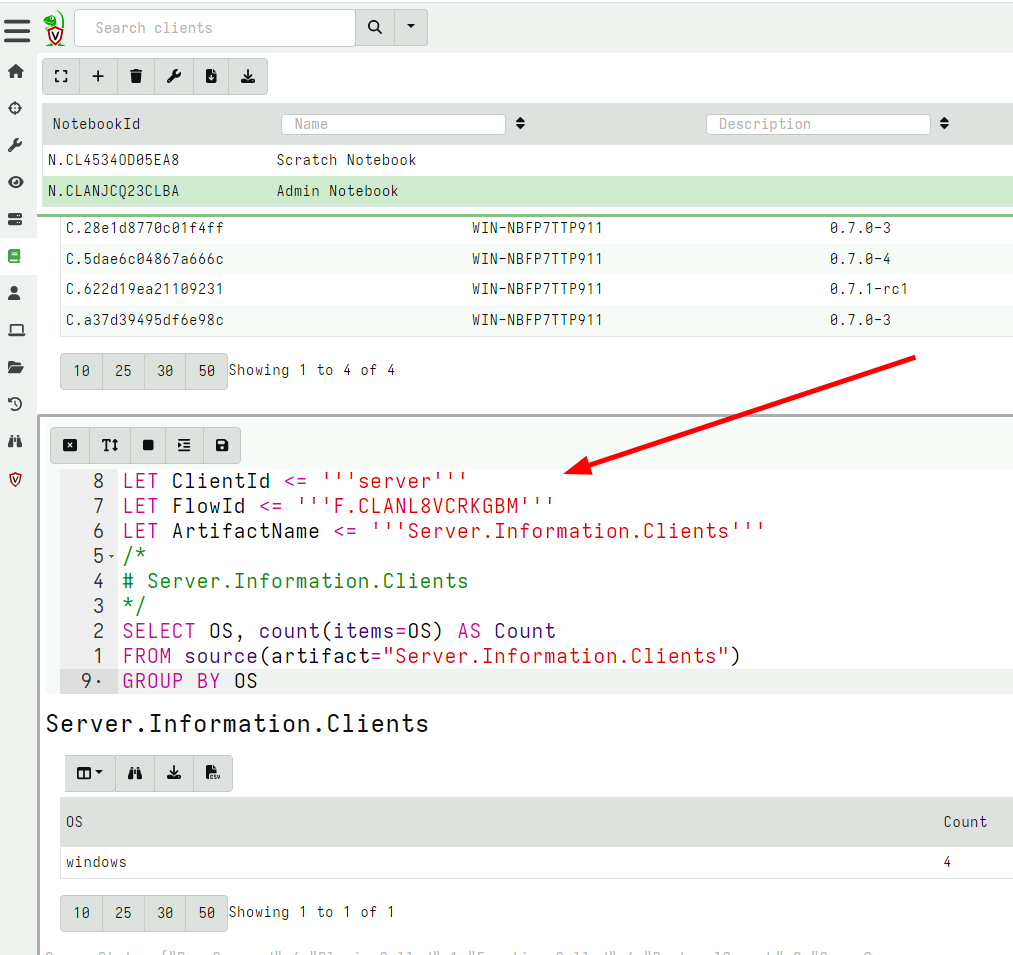 Search clients
NotebookId Name Description
N.CL4534OD05EA8 Scratch Notebook
N.CLANJCQ23CLBA Admin Notebook
C.28e1d8770c01f4ff WIN-NBFP7TTP911 0.7.0-3
C.5dae6c04867a666c WIN-NBFP7TTP911 0.7.0-4
C.622d19ea21109231 WIN-NBFP7TTP911 0.7.1-rc1
C.a37d39495df6e98c WIN-NBFP7TTP911 0.7.0-3
10 25 30 50 Showing 1 to 4 of 4
8 LET ClientId <= '''server'''
7 LET FlowId <= '''F.CLANL8VCRKGBM'''
6 LET ArtifactName <= '''Server.Information.Clients'''
5 /*
4 # Server.Information.Clients
3 */
2 SELECT OS, count(items=OS) AS Count
1 FROM source(artifact="Server.Information.Clients")
9 GROUP BY OS
Server.Information.Clients
CSV
OS Count
windows 4
10 25 30 50 Showing 1 to 1 of 1